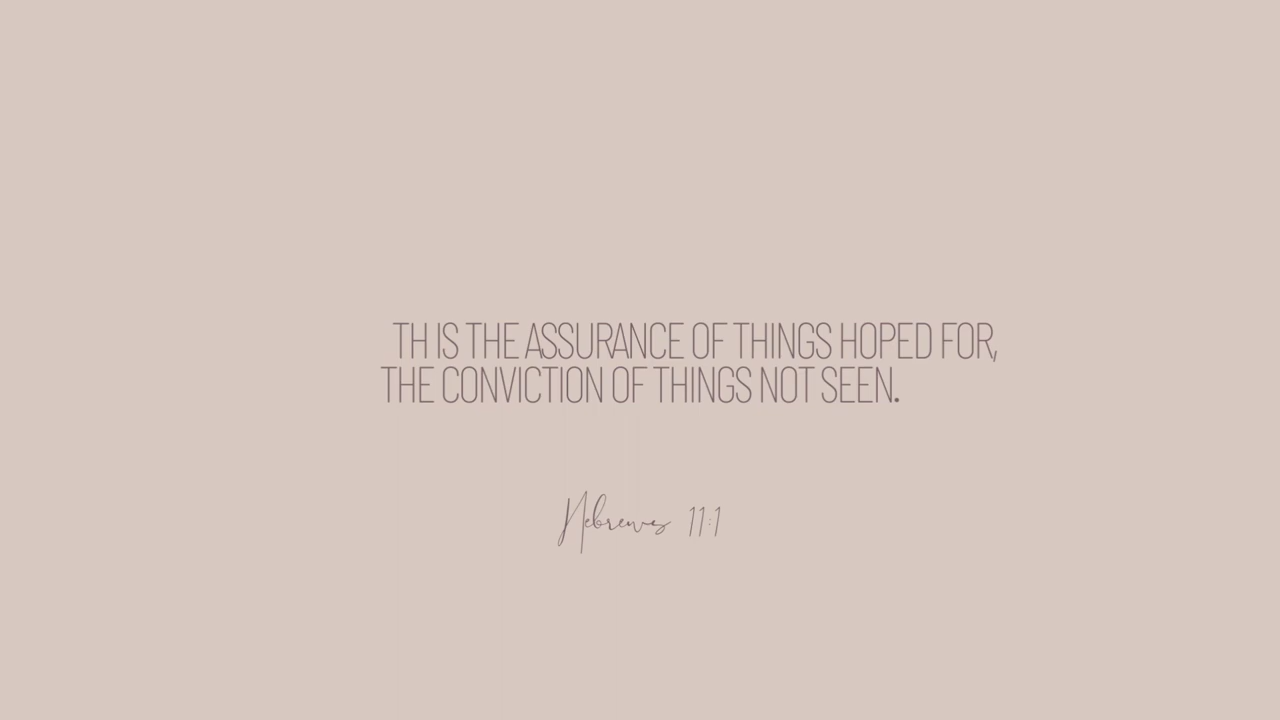 TH IS THE ASSURANCE OF THINGS HOPED FOR,
THE CONVICTION OF THINGS NOT SEEN.
Hebrews 11:1